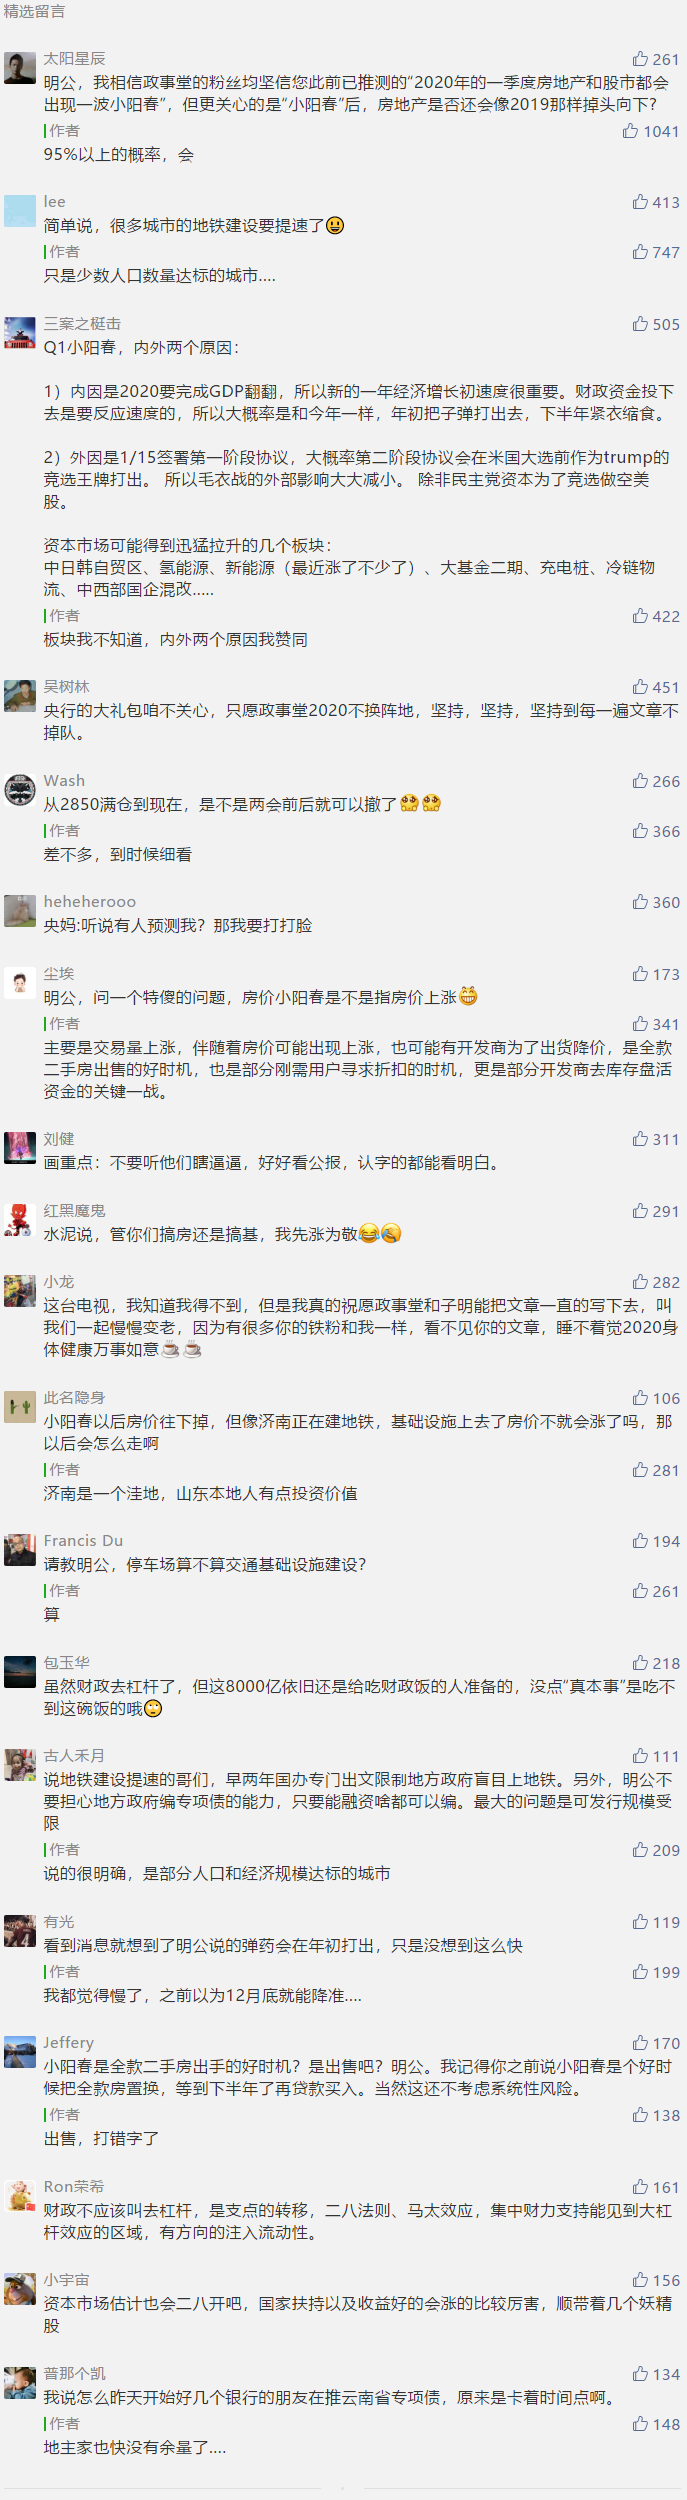 精选留言
太阳星辰
261
明公，我相信政事堂的粉丝均坚信您此前已推测的“2020年的一季度房地产和股市都会
出现一波小阳春”，但更关心的是“小阳春”后，房地产是否还会像2019那样掉头向下？
作者
1041
95%以上的概率，会
lee
413
简单说，很多城市的地铁建设要提速了😃
作者
747
只是少数人口数量达标的城市....
三案之梃击
505
Q1小阳春，内外两个原因：
1）内因是2020要完成GDP翻翻，所以新的一年经济增长初速度很重要。财政资金投下
去是要反应速度的，所以大概率是和今年一样，年初把子弹打出去，下半年紧衣缩食。
2）外因是1/15签署第一阶段协议，大概率第二阶段协议会在米国大选前作为trump的
竞选王牌打出。 所以毛衣战的外部影响大大减小。 除非民主党资本为了竞选做空美
股。
资本市场可能得到迅猛拉升的几个板块：
中日韩自贸区、氢能源、新能源（最近涨了不少了）、大基金二期、充电桩、冷链物
流、中西部国企混改.....
作者
422
板块我不知道，内外两个原因我赞同
吴树林
451
央行的大礼包咱不关心，只愿政事堂2020不换阵地，坚持，坚持，坚持到每一遍文章不
掉队。
Wash
266
从2850满仓到现在，是不是两会前后就可以撤了
作者
366
差不多，到时候细看
heheherooo
360
央妈:听说有人预测我？那我要打打脸
尘埃
173
明公，问一个特傻的问题，房价小阳春是不是指房价上涨😁
作者
341
主要是交易量上涨，伴随着房价可能出现上涨，也可能有开发商为了出货降价，是全款
二手房出售的好时机，也是部分刚需用户寻求折扣的时机，更是部分开发商去库存盘活
资金的关键一战。
刘健
311
画重点：不要听他们瞎逼逼，好好看公报，认字的都能看明白。
红黑魔鬼
291
水泥说，管你们搞房还是搞基，我先涨为敬😂🤣
小龙
282
这台电视，我知道我得不到，但是我真的祝愿政事堂和子明能把文章一直的写下去，叫
我们一起慢慢变老，因为有很多你的铁粉和我一样，看不见你的文章，睡不着觉2020身
体健康万事如意☕☕
此名隐身
106
小阳春以后房价往下掉，但像济南正在建地铁，基础设施上去了房价不就会涨了吗，那
以后会怎么走啊
作者
281
济南是一个洼地，山东本地人有点投资价值
Francis Du
194
请教明公，停车场算不算交通基础设施建设？
作者
261
算
包玉华
218
虽然财政去杠杆了，但这8000亿依旧还是给吃财政饭的人准备的，没点“真本事”是吃不
到这碗饭的哦🙄
古人禾月
111
说地铁建设提速的哥们，早两年国办专门出文限制地方政府盲目上地铁。另外，明公不
要担心地方政府编专项债的能力，只要能融资啥都可以编。最大的问题是可发行规模受
限
作者
209
说的很明确，是部分人口和经济规模达标的城市
有光
119
看到消息就想到了明公说的弹药会在年初打出，只是没想到这么快
作者
199
我都觉得慢了，之前以为12月底就能降准....
Jeffery
170
小阳春是全款二手房出手的好时机？是出售吧？明公。我记得你之前说小阳春是个好时
候把全款房置换，等到下半年了再贷款买入。当然这还不考虑系统性风险。
作者
138
出售，打错字了
Ron荣希
161
财政不应该叫去杠杆，是支点的转移，二八法则、马太效应，集中财力支持能见到大杠
杆效应的区域，有方向的注入流动性。
小宇宙
156
资本市场估计也会二八开吧，国家扶持以及收益好的会涨的比较厉害，顺带着几个妖精
股
普那个凯
134
我说怎么昨天开始好几个银行的朋友在推云南省专项债，原来是卡着时间点啊。
作者
148
地主家也快没有余量了....